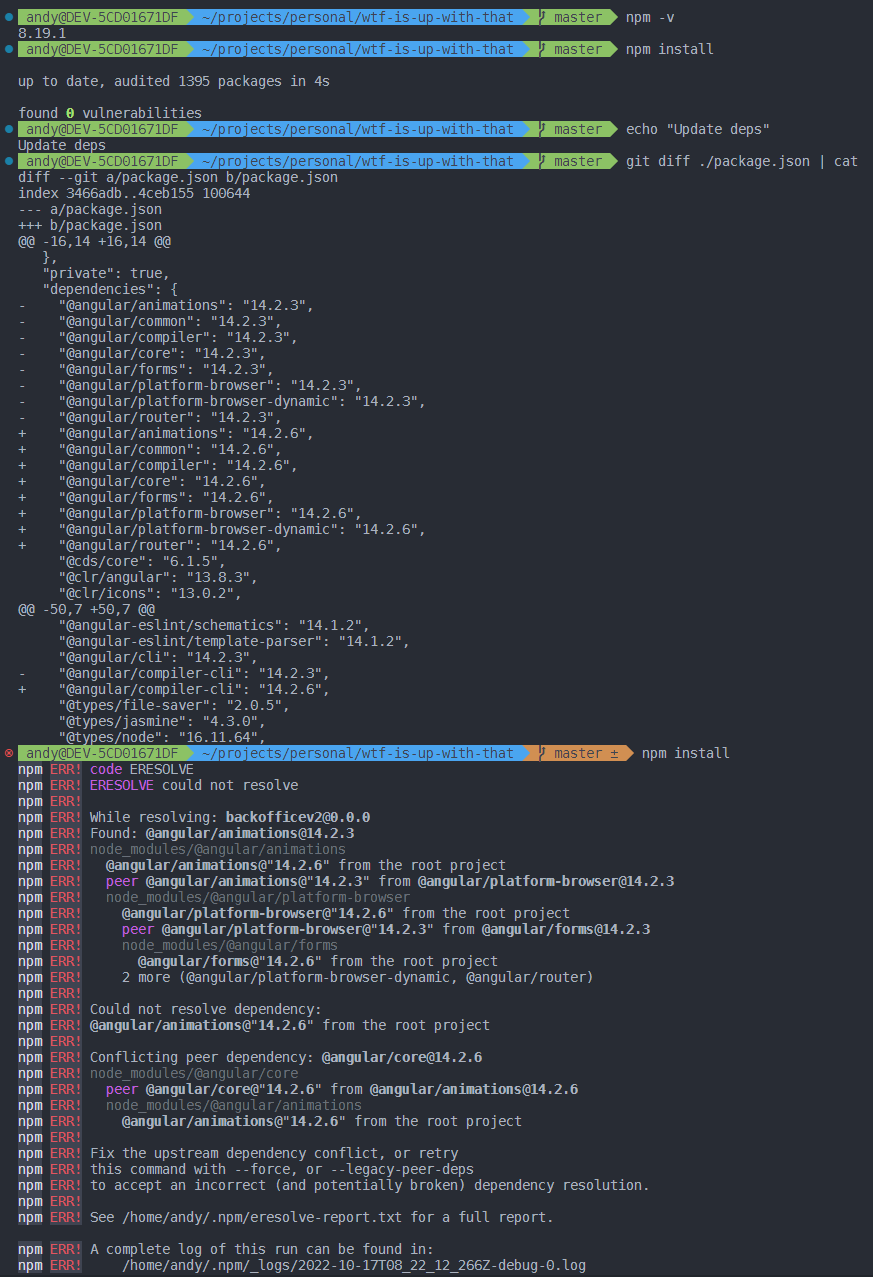 andy@DEV-5CD01671DF ~/projects/personal/wtf-is-up-with-that master npm -v
8.19.1
andy@DEV-5CD01671DF ~/projects/personal/wtf-is-up-with-that master npm install
up to date, audited 1395 packages in 4s
found 0 vulnerabilities
andy@DEV-5CD01671DF ~/projects/personal/wtf-is-up-with-that master echo "Update deps"
Update deps
andy@DEV-5CD01671DF ~/projects/personal/wtf-is-up-with-that master git diff ./package.json | cat
diff --git a/package.json b/package.json
index 3466adb..4ceb155 100644
--- a/package.json
+++ b/package.json
@@ -16,14 +16,14 @@
   },
   "private": true,
   "dependencies": {
-    "@angular/animations": "14.2.3",
-    "@angular/common": "14.2.3",
-    "@angular/compiler": "14.2.3",
-    "@angular/core": "14.2.3",
-    "@angular/forms": "14.2.3",
-    "@angular/platform-browser": "14.2.3",
-    "@angular/platform-browser-dynamic": "14.2.3",
-    "@angular/router": "14.2.3",
+    "@angular/animations": "14.2.6",
+    "@angular/common": "14.2.6",
+    "@angular/compiler": "14.2.6",
+    "@angular/core": "14.2.6",
+    "@angular/forms": "14.2.6",
+    "@angular/platform-browser": "14.2.6",
+    "@angular/platform-browser-dynamic": "14.2.6",
+    "@angular/router": "14.2.6",
     "@cds/core": "6.1.5",
     "@clr/angular": "13.8.3",
     "@clr/icons": "13.0.2",
@@ -50,7 +50,7 @@
     "@angular-eslint/schematics": "14.1.2",
     "@angular-eslint/template-parser": "14.1.2",
     "@angular/cli": "14.2.3",
-    "@angular/compiler-cli": "14.2.3",
+    "@angular/compiler-cli": "14.2.6",
     "@types/file-saver": "2.0.5",
     "@types/jasmine": "4.3.0",
     "@types/node": "16.11.64",
andy@DEV-5CD01671DF ~/projects/personal/wtf-is-up-with-that master ± npm install
npm ERR! code ERESOLVE
npm ERR! ERESOLVE could not resolve
npm ERR!
npm ERR! While resolving: backofficev2@0.0.0
npm ERR! Found: @angular/animations@14.2.3
npm ERR! node_modules/@angular/animations
npm ERR!   @angular/animations@"14.2.6" from the root project
npm ERR!   peer @angular/animations@"14.2.3" from @angular/platform-browser@14.2.3
npm ERR!   node_modules/@angular/platform-browser
npm ERR!     @angular/platform-browser@"14.2.6" from the root project
npm ERR!     peer @angular/platform-browser@"14.2.3" from @angular/forms@14.2.3
npm ERR!     node_modules/@angular/forms
npm ERR!       @angular/forms@"14.2.6" from the root project
npm ERR!     2 more (@angular/platform-browser-dynamic, @angular/router)
npm ERR!
npm ERR! Could not resolve dependency:
npm ERR! @angular/animations@"14.2.6" from the root project
npm ERR!
npm ERR! Conflicting peer dependency: @angular/core@14.2.6
npm ERR! node_modules/@angular/core
npm ERR!   peer @angular/core@"14.2.6" from @angular/animations@14.2.6
npm ERR!   node_modules/@angular/animations
npm ERR!     @angular/animations@"14.2.6" from the root project
npm ERR!
npm ERR! Fix the upstream dependency conflict, or retry
npm ERR! this command with --force, or --legacy-peer-deps
npm ERR! to accept an incorrect (and potentially broken) dependency resolution.
npm ERR!
npm ERR! See /home/andy/.npm/eresolve-report.txt for a full report.
npm ERR! A complete log of this run can be found in:
npm ERR!     /home/andy/.npm/_logs/2022-10-17T08_22_12_266Z-debug-0.log